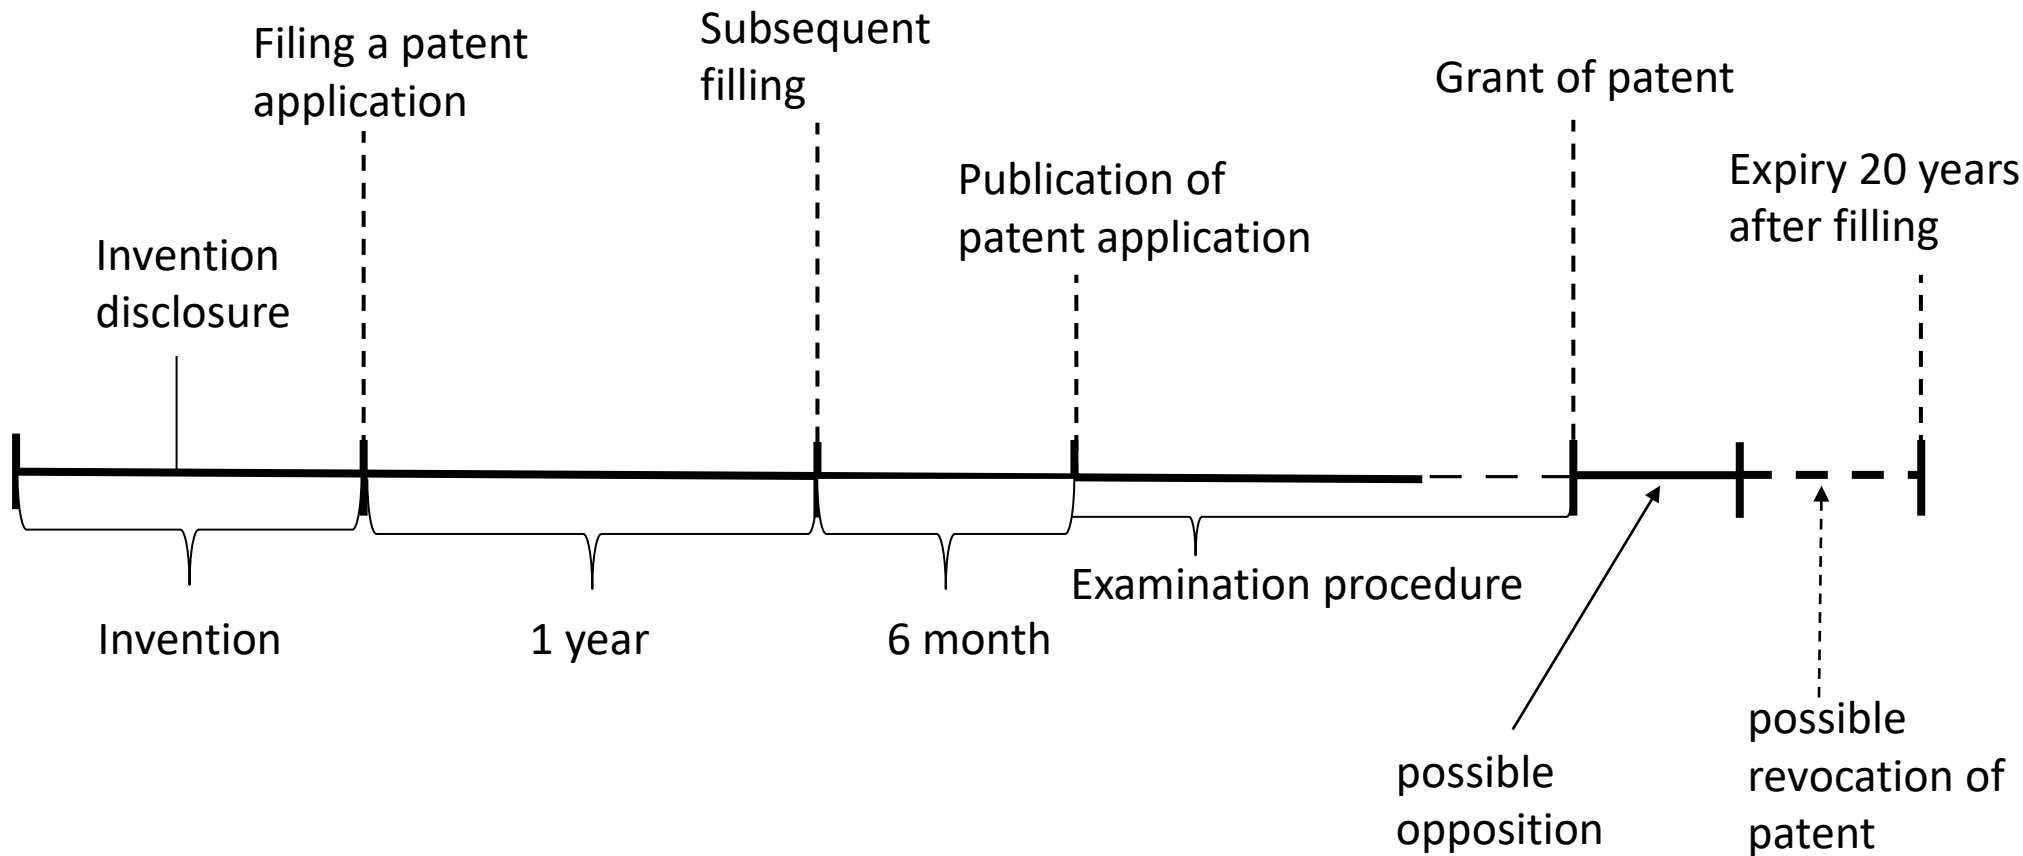 Filing a patent
application
Subsequent
filling
Grant of patent
Publication of
patent application
Expiry 20 years
after filling
Invention
disclosure
Invention
1 year
6 month
Examination procedure
possible
opposition
possible
revocation of
patent